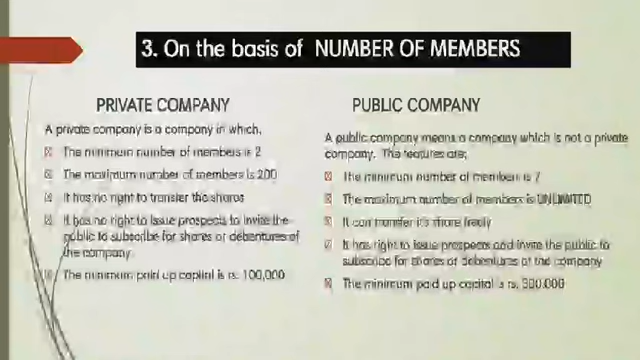 3. On the basis of NUMBER OF MEMBERS
PRIVATE COMPANY
A private company is a company in which,
The minimum number of members is 2
The maximum number of members is 200
It has no right to transfer the shares
It has no right to issue prospects to invite the
public to subscribe for shares or debentures of
the company
The minimum paid up capital is rs. 100,000
PUBLIC COMPANY
A public company means a company which is not a private
company. The features are;
The minimum number of members is 7
The maximum number of members is UNLIMITED
It can transfer it's share freely
It has right to issue prospects and invite the public to
subscribe for shares or debentures of the company
The minimum paid up capital is rs.